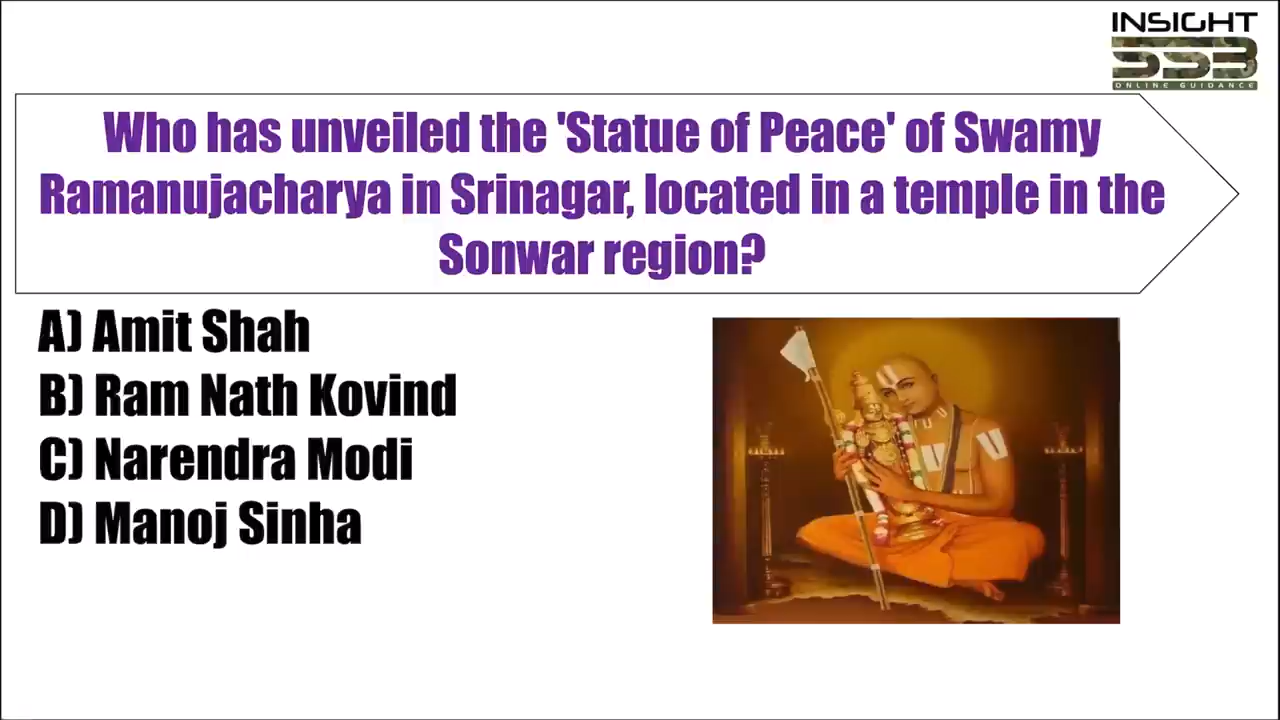 INSIGHT
SSB
ONLINE GUIDANCE
Who has unveiled the 'Statue of Peace' of Swamy
Ramanujacharya in Srinagar, located in a temple in the
Sonwar region?
A) Amit Shah
B) Ram Nath Kovind
C) Narendra Modi
D) Manoj Sinha